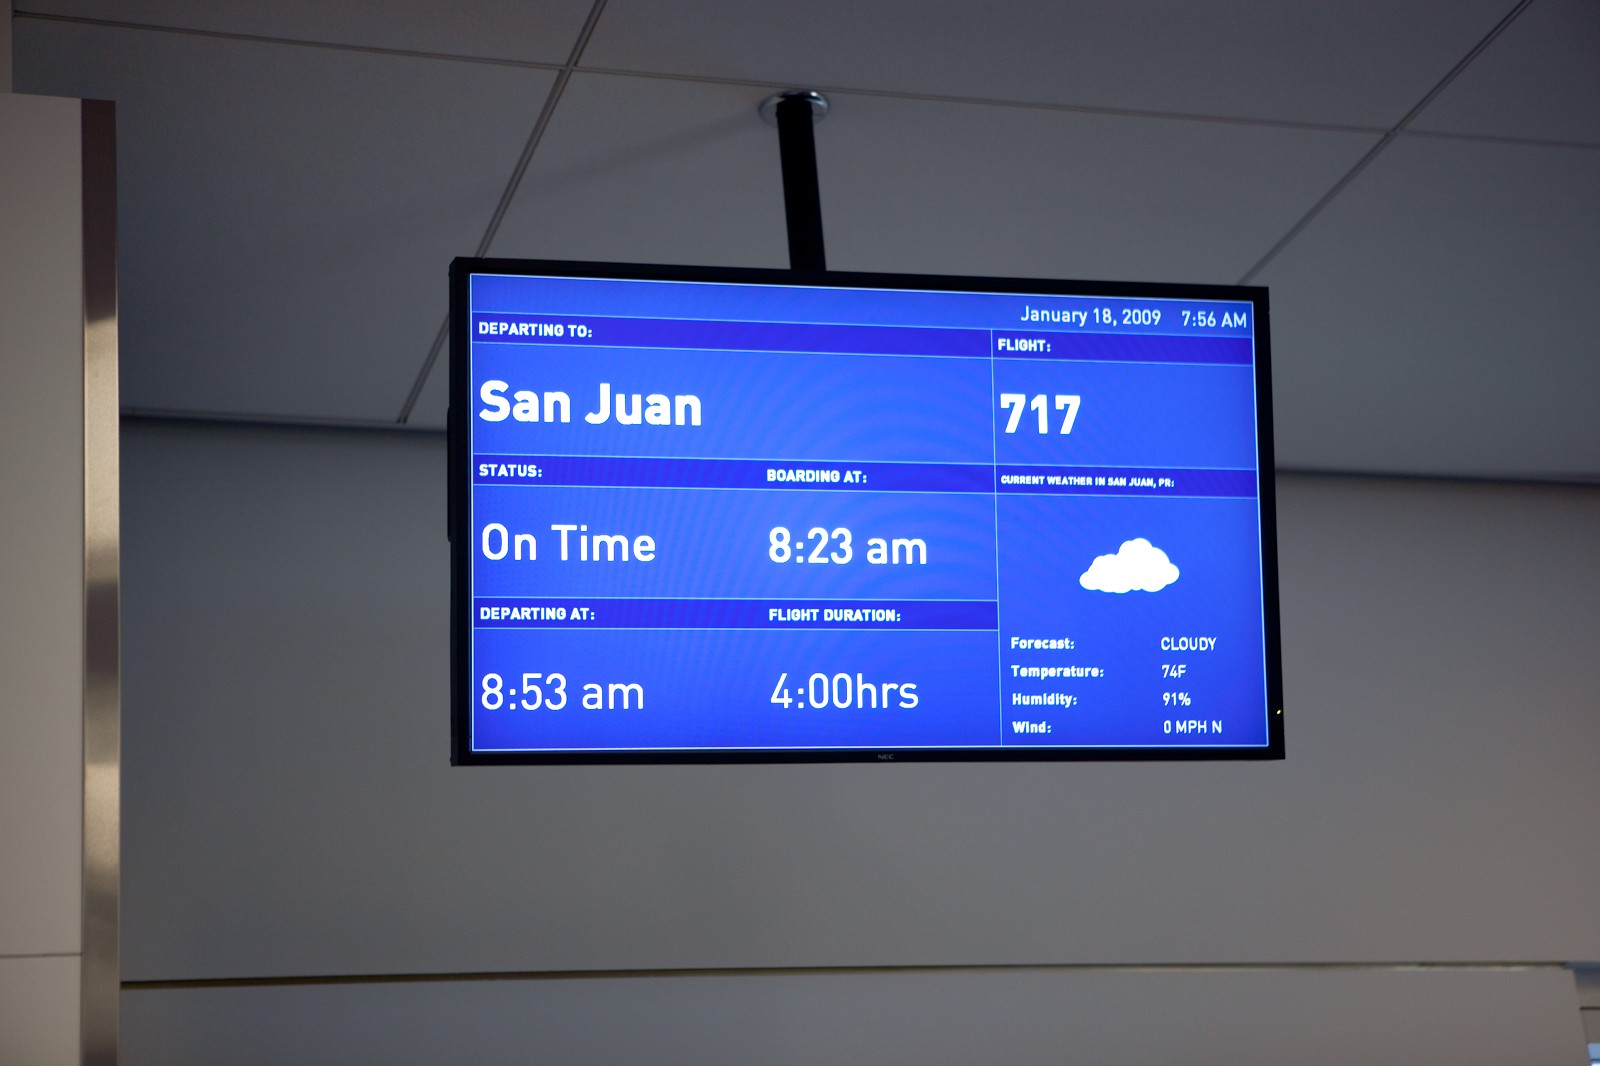 January 18, 2009 7:56 AM
DEPARTING TO:
FLIGHT:
San Juan
717
STATUS:
BOARDING AT:
CURRENT WEATHER IN SAN JUAN, PR:
On Time
8:23 am
DEPARTING AT:
FLIGHT DURATION:
8:53 am
4:00hrs
Forecast: CLOUDY
Temperature: 74F
Humidity: 91%
Wind: 0 MPH N
NEC